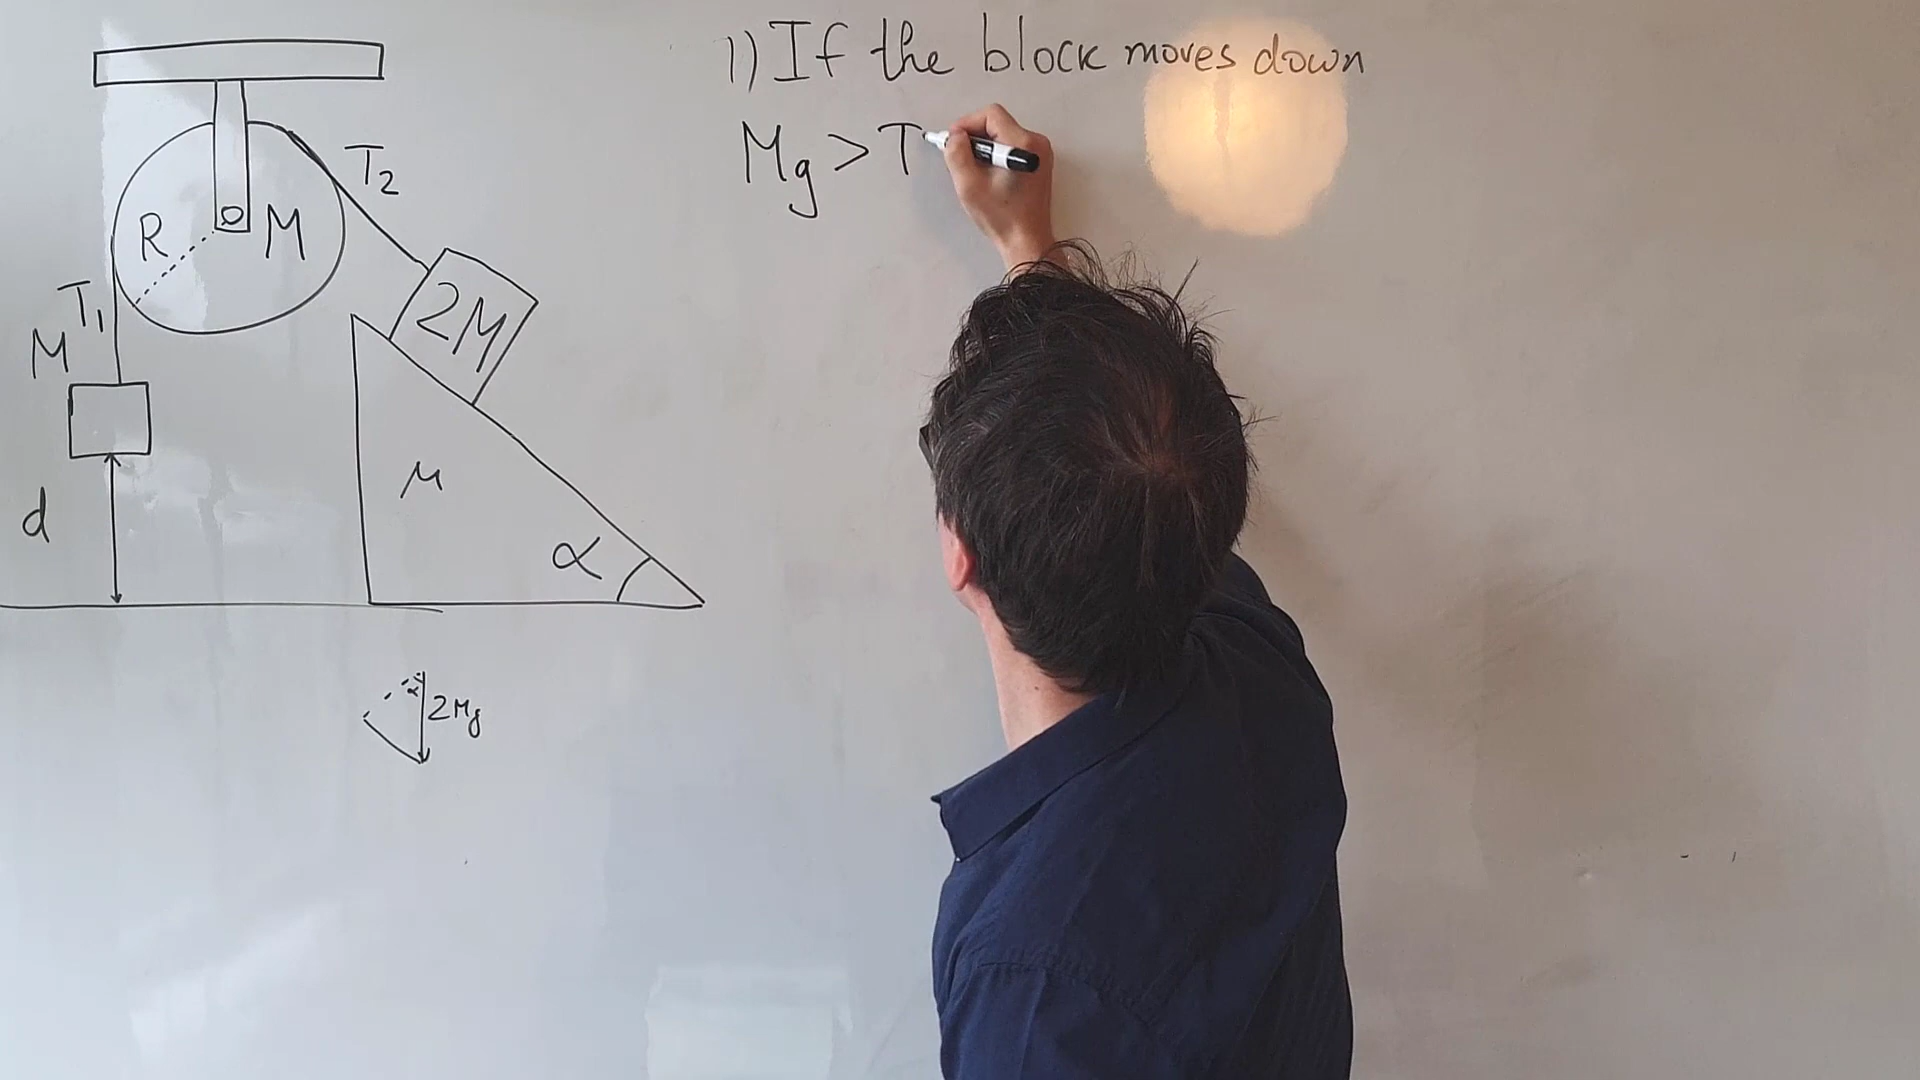 1) If the block moves down
Mg > T
T₂
R
M
T₁
M
2M
μ
d
α
α
2Mg